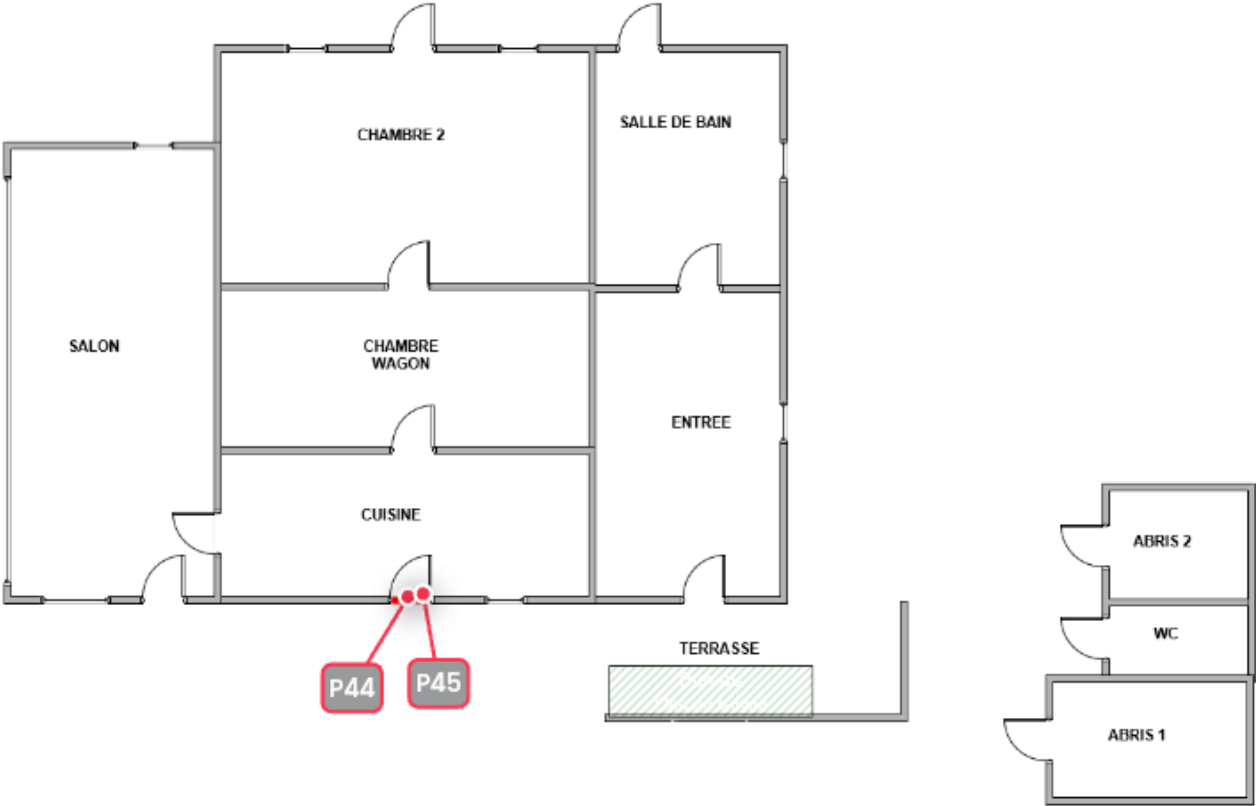 CHAMBRE 2
SALLE DE BAIN
SALON
CHAMBRE
WAGON
ENTREE
CUISINE
ABRIS 2
WC
TERRASSE
P44
P45
ABRIS 1